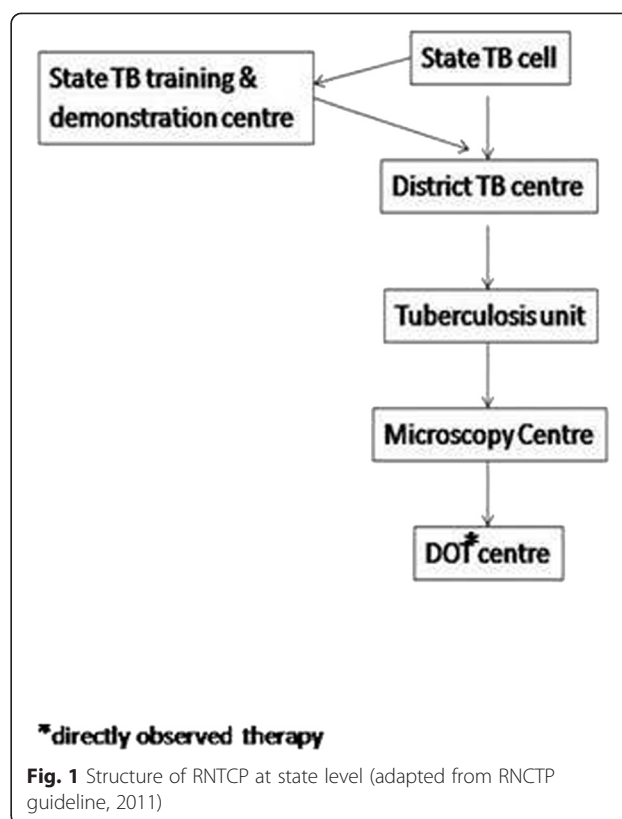 State TB cell
State TB training &
demonstration centre
District TB centre
Tuberculosis unit
Microscopy Centre
DOT* centre
*directly observed therapy
Fig. 1 Structure of RNTCP at state level (adapted from RNCTP
guideline, 2011)